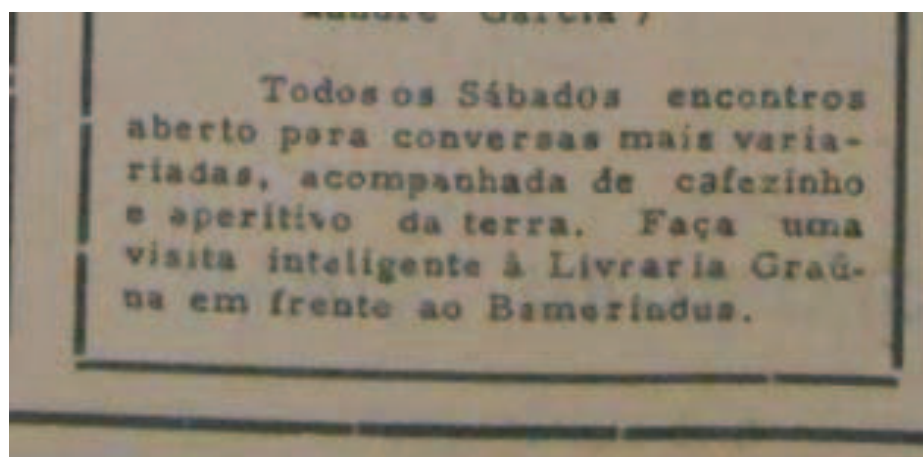 Garcia /
Todos os Sábados encontros
aberto para conversas mais varia-
riadas, acompanhada de cafezinho
e aperitivo da terra. Faça uma
visita inteligente à Livraria Graú-
na em frente ao Bamerindus.